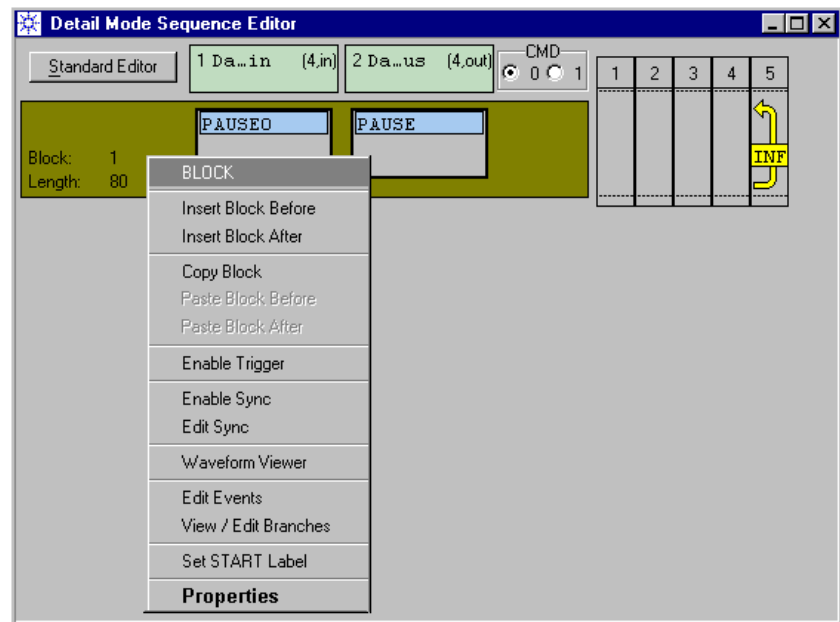 Detail Mode Sequence Editor
Standard Editor
1 Da…in (4,in)
2 Da…us (4,out)
CMD
0 1
1 2 3 4 5
PAUSE0
PAUSE
INF
Block: 1
Length: 80
BLOCK
Insert Block Before
Insert Block After
Copy Block
Paste Block Before
Paste Block After
Enable Trigger
Enable Sync
Edit Sync
Waveform Viewer
Edit Events
View / Edit Branches
Set START Label
Properties